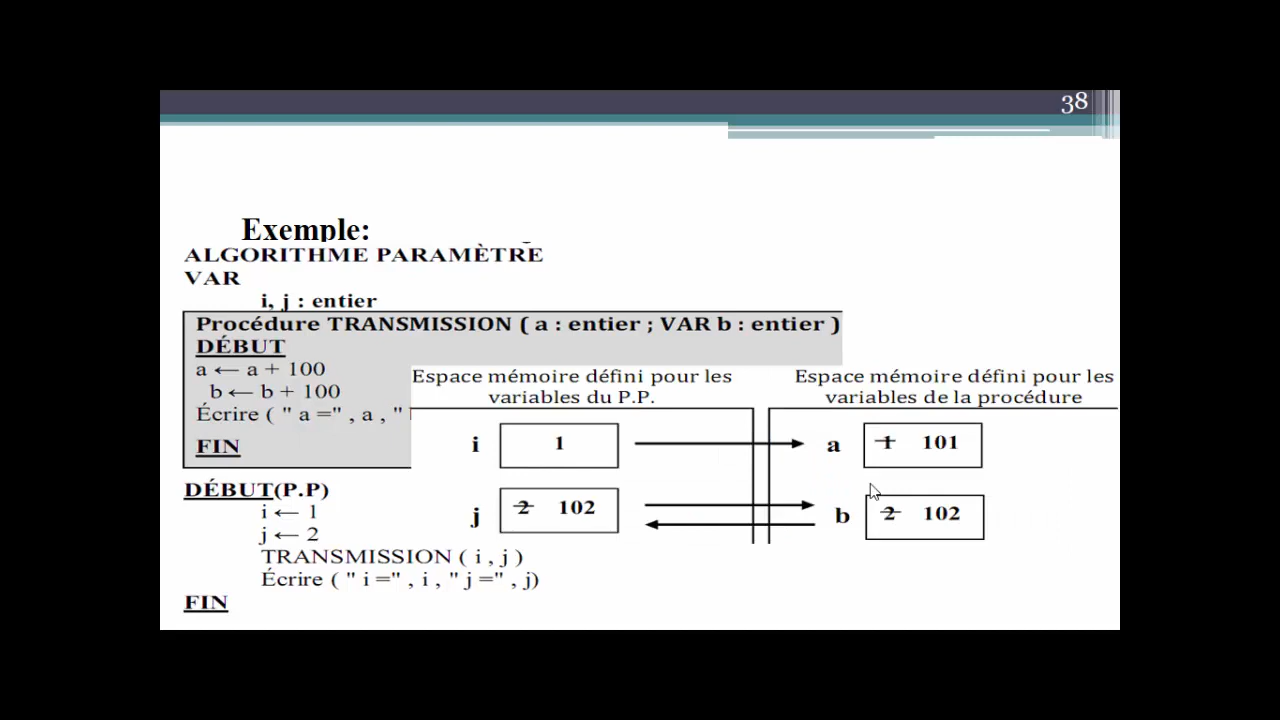 38
Exemple:
ALGORITHME PARAMÈTRE
VAR
i, j : entier
Procédure TRANSMISSION ( a : entier ; VAR b : entier )
DÉBUT
a ← a + 100
b ← b + 100
Écrire ( " a =" , a , "
FIN
DÉBUT(P.P)
i ← 1
j ← 2
TRANSMISSION ( i , j )
Écrire ( " i =" , i , " j =" , j)
FIN
Espace mémoire défini pour les
variables du P.P.
i 1
j 2 102
Espace mémoire défini pour les
variables de la procédure
a 1 101
b 2 102